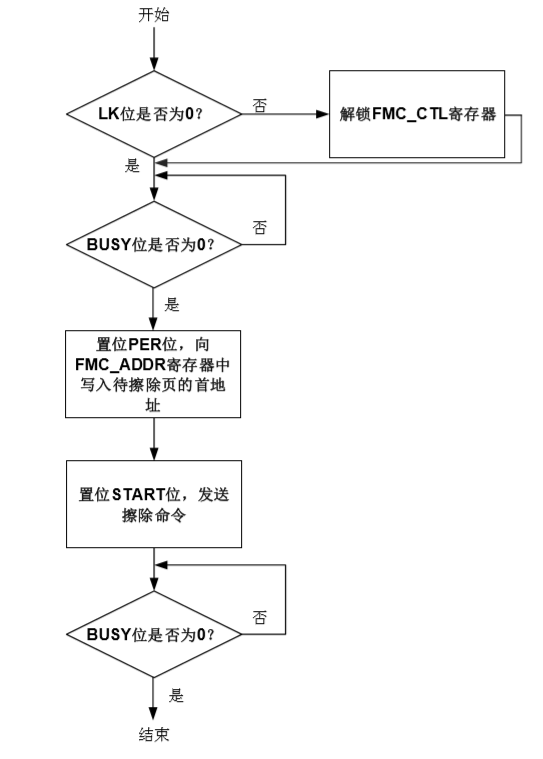 开始
LK位是否为0？
否
解锁FMC_CTL寄存器
是
BUSY位是否为0？
否
是
置位PER位，向
FMC_ADDR寄存器中
写入待擦除页的首地
址
置位START位，发送
擦除命令
否
BUSY位是否为0？
是
结束